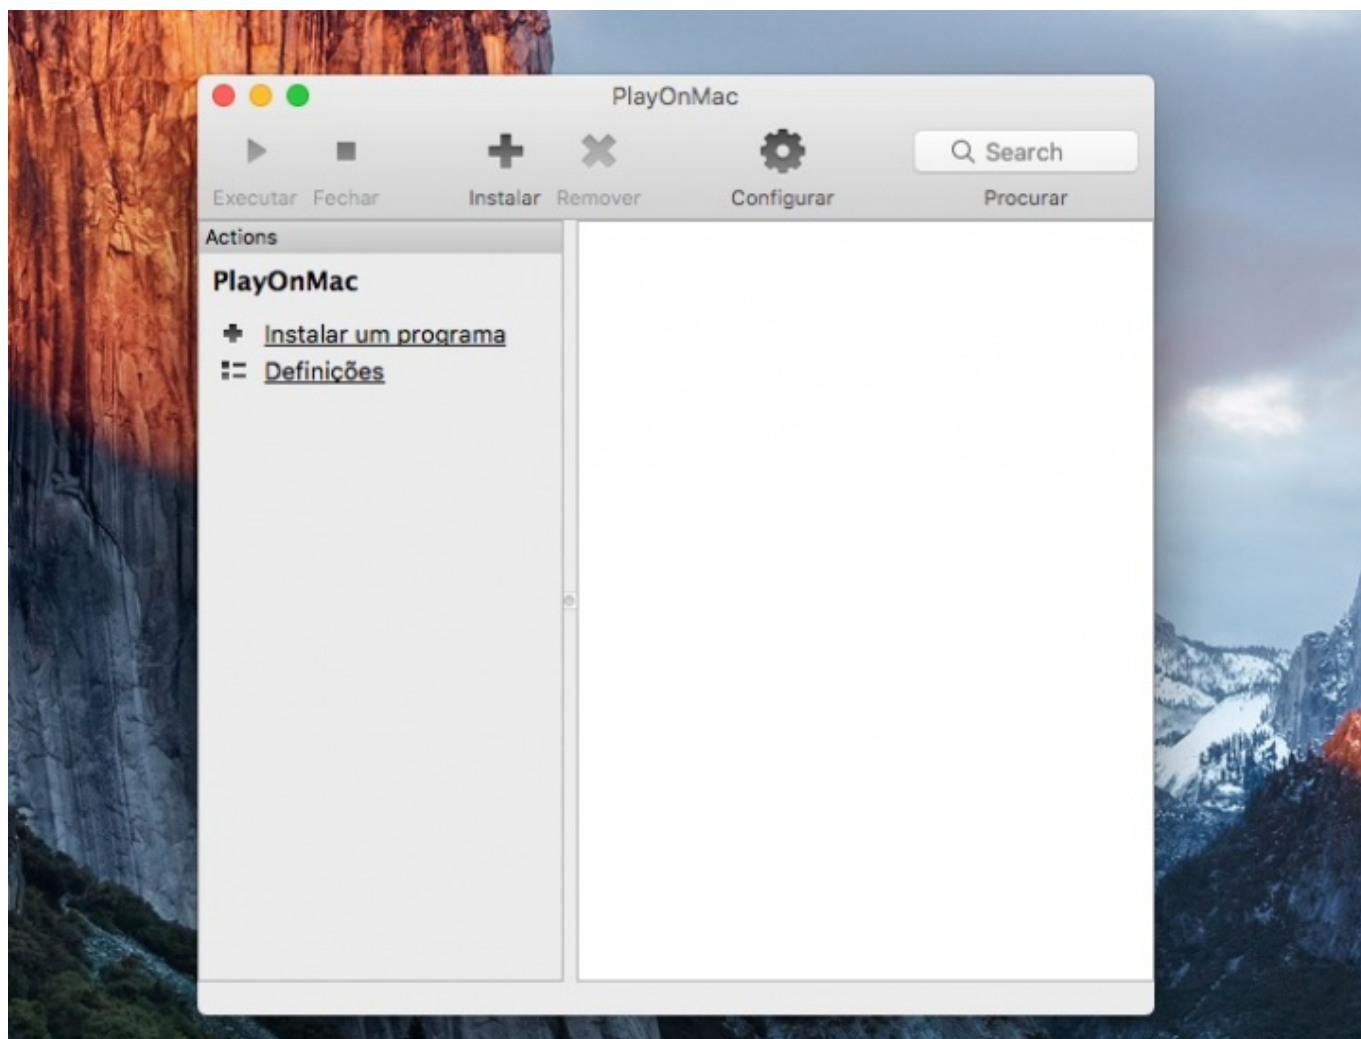 PlayOnMac
Search
Executar Fechar Instalar Remover Configurar Procurar
Actions
PlayOnMac
Instalar um programa
Definições